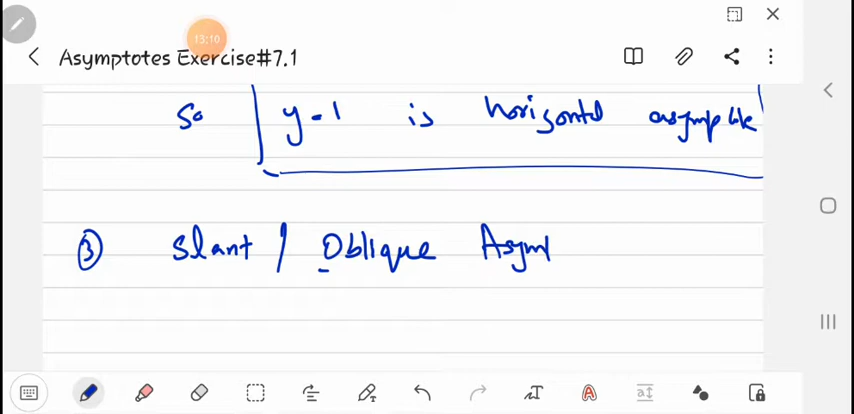 13:10
Asymptotes Exercise#7.1
So y=1 is horizontal asymptote
③ Slant / Oblique Asym